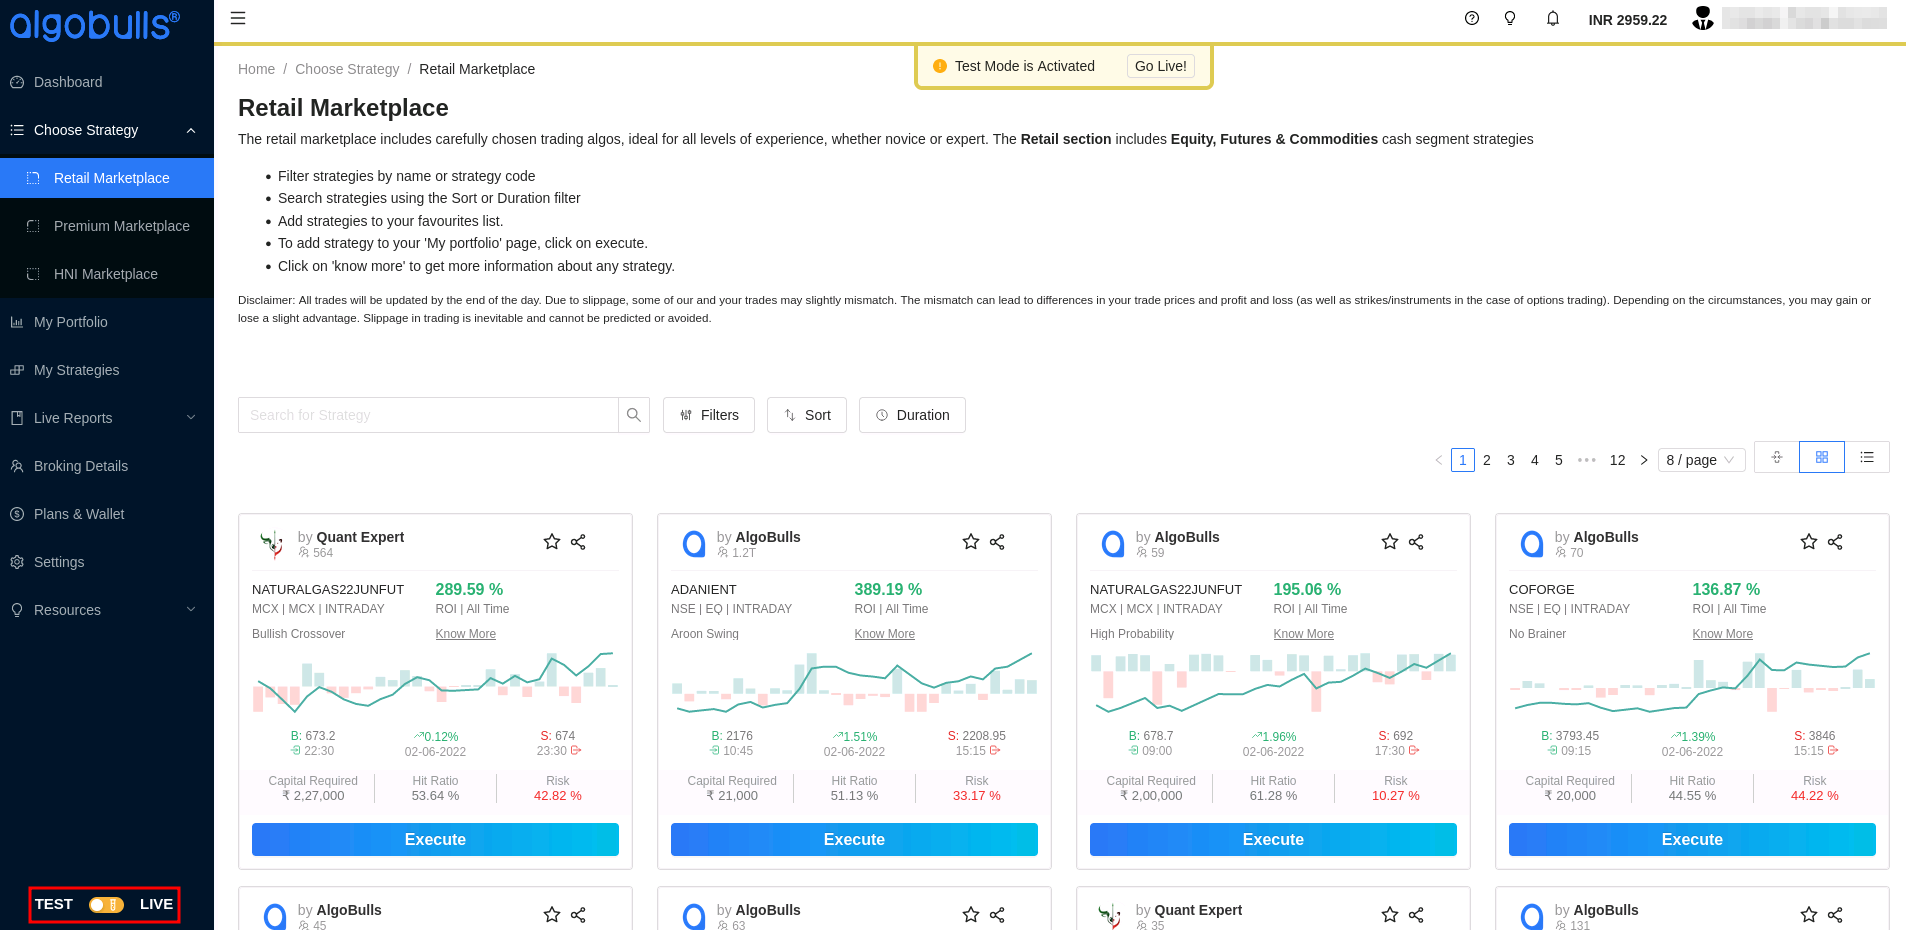 algobulls®
INR 2959.22
Dashboard
Choose Strategy
Retail Marketplace
Premium Marketplace
HNI Marketplace
My Portfolio
My Strategies
Live Reports
Broking Details
Plans & Wallet
Settings
Resources
TEST LIVE
Home / Choose Strategy / Retail Marketplace
Test Mode is Activated Go Live!
Retail Marketplace
The retail marketplace includes carefully chosen trading algos, ideal for all levels of experience, whether novice or expert. The Retail section includes Equity, Futures & Commodities cash segment strategies
• Filter strategies by name or strategy code
• Search strategies using the Sort or Duration filter
• Add strategies to your favourites list.
• To add strategy to your 'My portfolio' page, click on execute.
• Click on 'know more' to get more information about any strategy.
Disclaimer: All trades will be updated by the end of the day. Due to slippage, some of our and your trades may slightly mismatch. The mismatch can lead to differences in your trade prices and profit and loss (as well as strikes/instruments in the case of options trading). Depending on the circumstances, you may gain or
lose a slight advantage. Slippage in trading is inevitable and cannot be predicted or avoided.
Search for Strategy Filters Sort Duration
< 1 2 3 4 5 ••• 12 > 8 / page
by Quant Expert
564
NATURALGAS22JUNFUT 289.59 %
MCX | MCX | INTRADAY ROI | All Time
Bullish Crossover Know More
B: 673.2 0.12% S: 674
22:30 02-06-2022 23:30
Capital Required Hit Ratio Risk
₹ 2,27,000 53.64 % 42.82 %
Execute
by AlgoBulls
1.2T
ADANIENT 389.19 %
NSE | EQ | INTRADAY ROI | All Time
Aroon Swing Know More
B: 2176 1.51% S: 2208.95
10:45 02-06-2022 15:15
Capital Required Hit Ratio Risk
₹ 21,000 51.13 % 33.17 %
Execute
by AlgoBulls
59
NATURALGAS22JUNFUT 195.06 %
MCX | MCX | INTRADAY ROI | All Time
High Probability Know More
B: 678.7 1.96% S: 692
09:00 02-06-2022 17:30
Capital Required Hit Ratio Risk
₹ 2,00,000 61.28 % 10.27 %
Execute
by AlgoBulls
70
COFORGE 136.87 %
NSE | EQ | INTRADAY ROI | All Time
No Brainer Know More
B: 3793.45 1.39% S: 3846
09:15 02-06-2022 15:15
Capital Required Hit Ratio Risk
₹ 20,000 44.55 % 44.22 %
Execute
by AlgoBulls
45
by AlgoBulls
63
by Quant Expert
35
by AlgoBulls
131